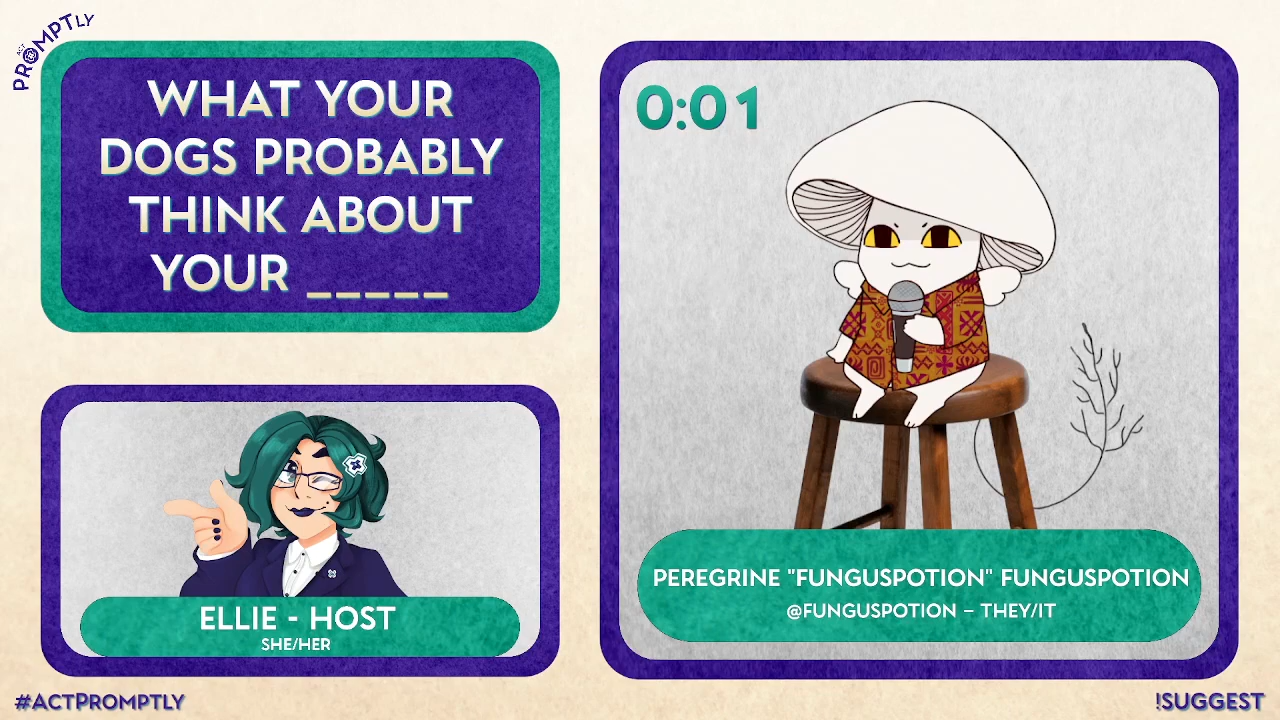 ACT
PROMPTLY
WHAT YOUR
DOGS PROBABLY
THINK ABOUT
YOUR _____
0:01
ELLIE - HOST
SHE/HER
PEREGRINE "FUNGUSPOTION" FUNGUSPOTION
@FUNGUSPOTION – THEY/IT
#ACTPROMPTLY
!SUGGEST